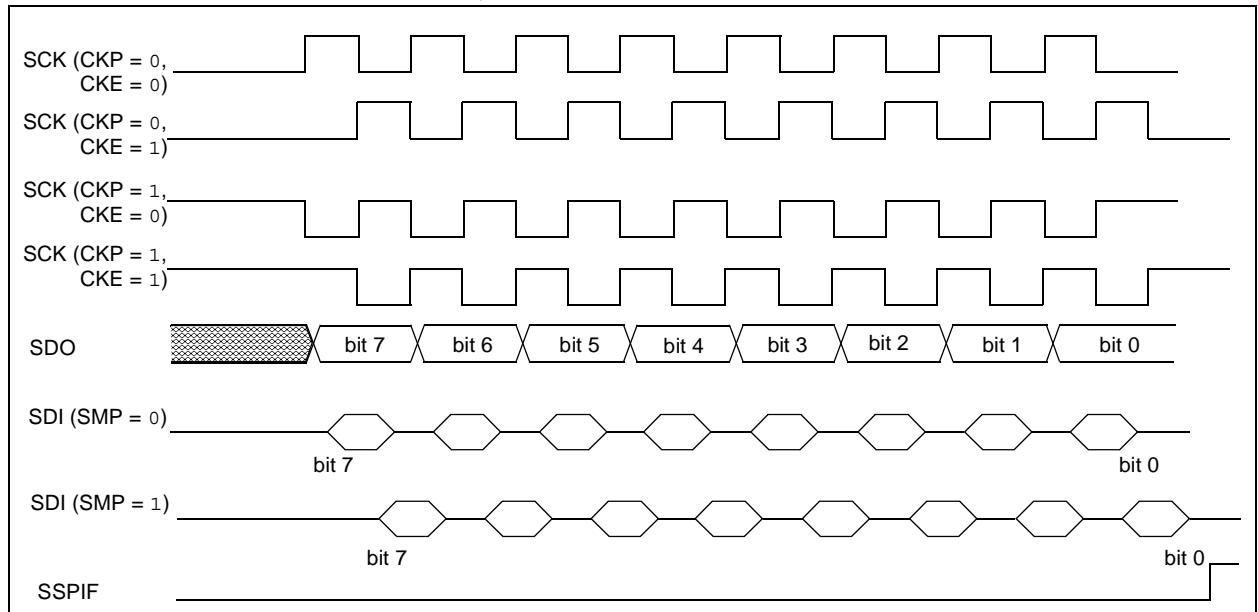 SCK (CKP = 0,
CKE = 0)
SCK (CKP = 0,
CKE = 1)
SCK (CKP = 1,
CKE = 0)
SCK (CKP = 1,
CKE = 1)
SDO bit 7 bit 6 bit 5 bit 4 bit 3 bit 2 bit 1 bit 0
SDI (SMP = 0)
bit 7 bit 0
SDI (SMP = 1)
bit 7 bit 0
SSPIF